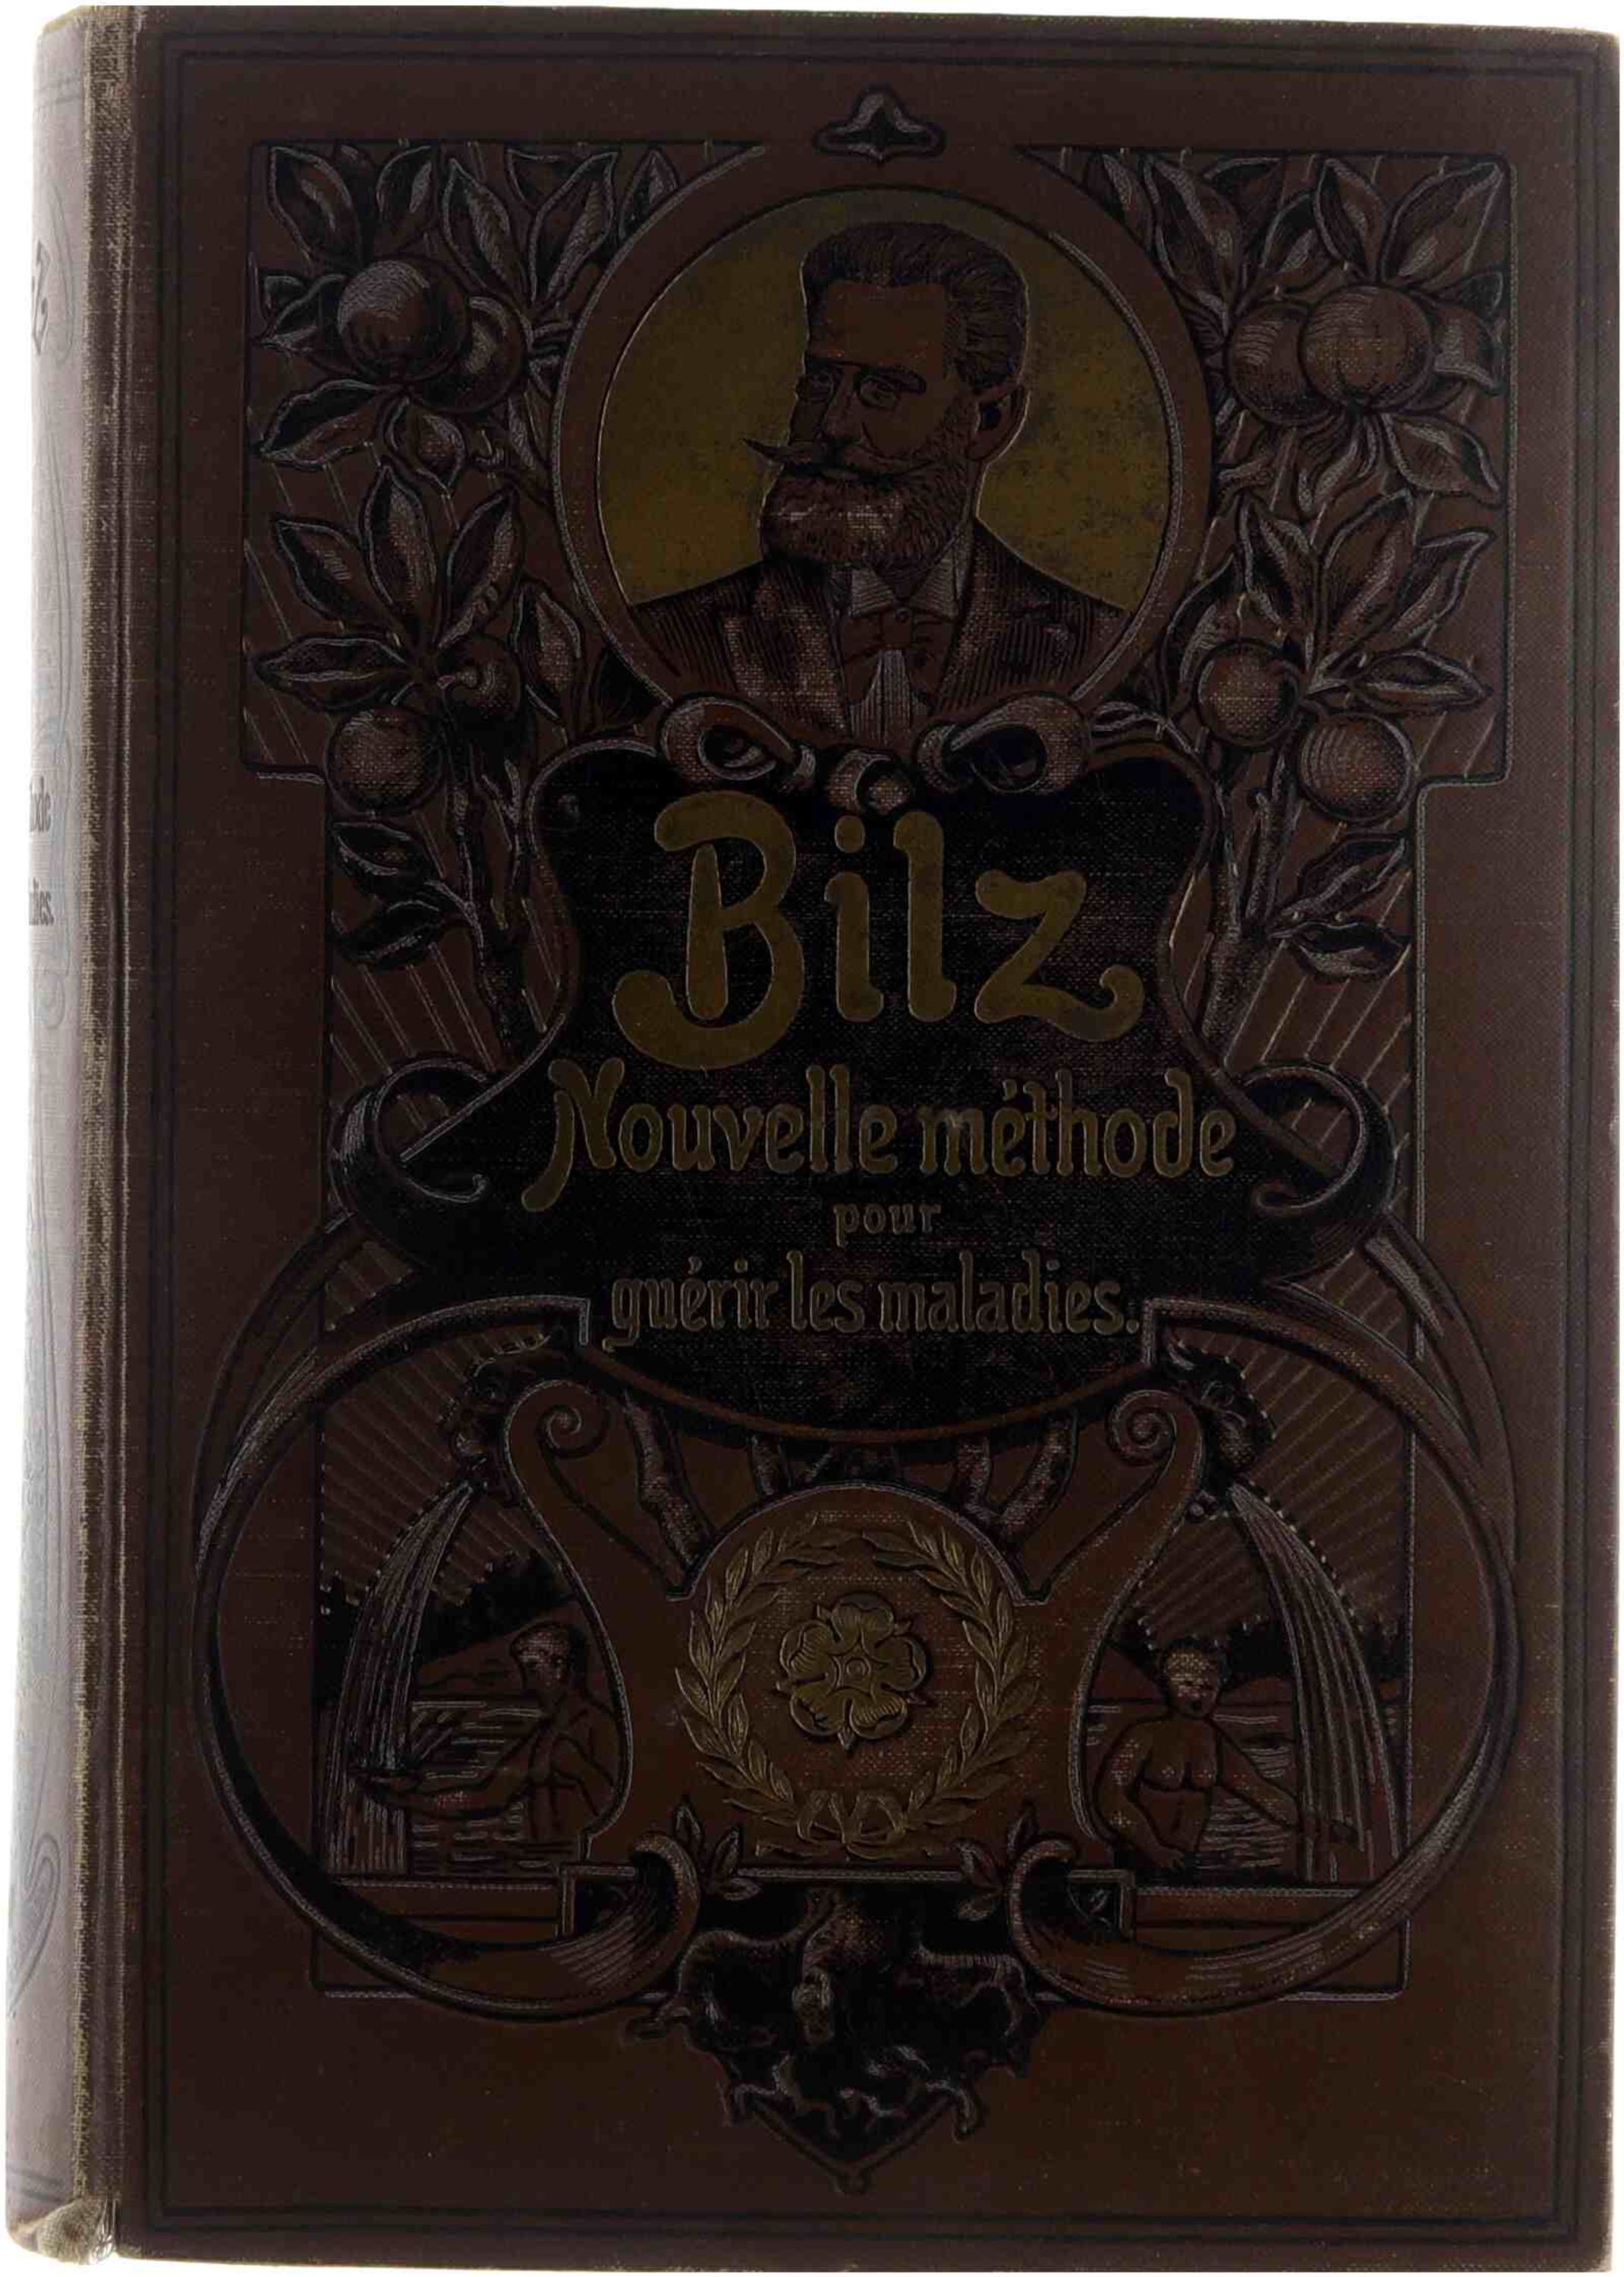 Bilz
Nouvelle méthode
pour
guérir les maladies.